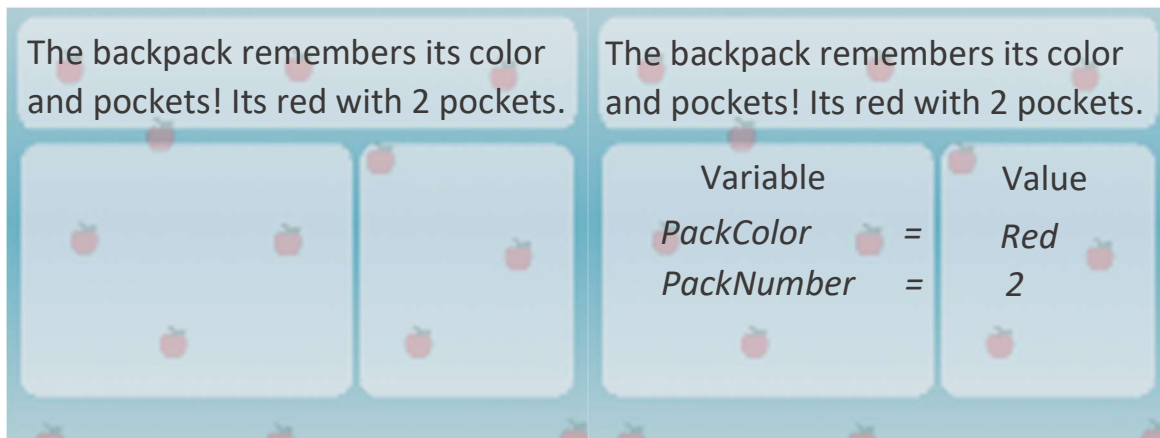 The backpack remembers its color
and pockets! Its red with 2 pockets.
The backpack remembers its color
and pockets! Its red with 2 pockets.
Variable Value
PackColor = Red
PackNumber = 2